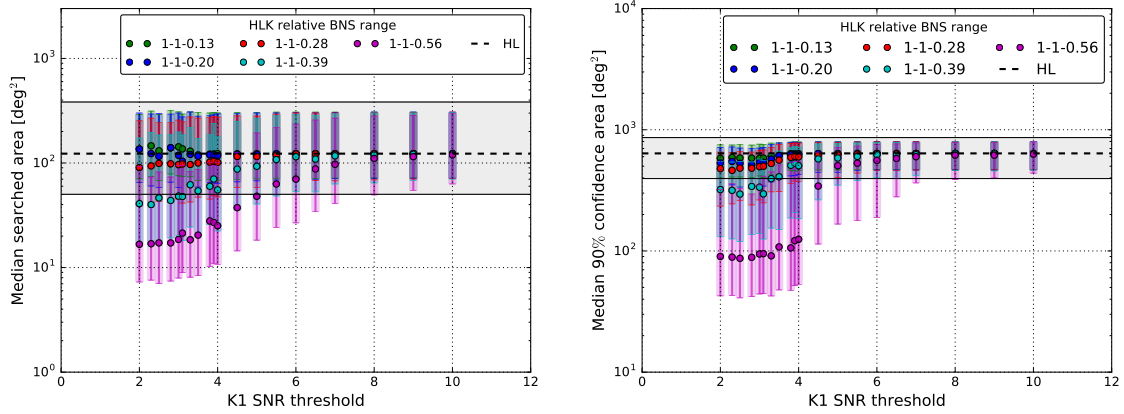 HLK relative BNS range
1-1-0.13 1-1-0.28 1-1-0.56 HL
1-1-0.20 1-1-0.39
Median searched area [deg²]
10³
10²
10¹
10⁰
0 2 4 6 8 10 12
K1 SNR threshold
HLK relative BNS range
1-1-0.13 1-1-0.28 1-1-0.56
1-1-0.20 1-1-0.39 HL
Median 90% confidence area [deg²]
10⁴
10³
10²
10¹
0 2 4 6 8 10 12
K1 SNR threshold